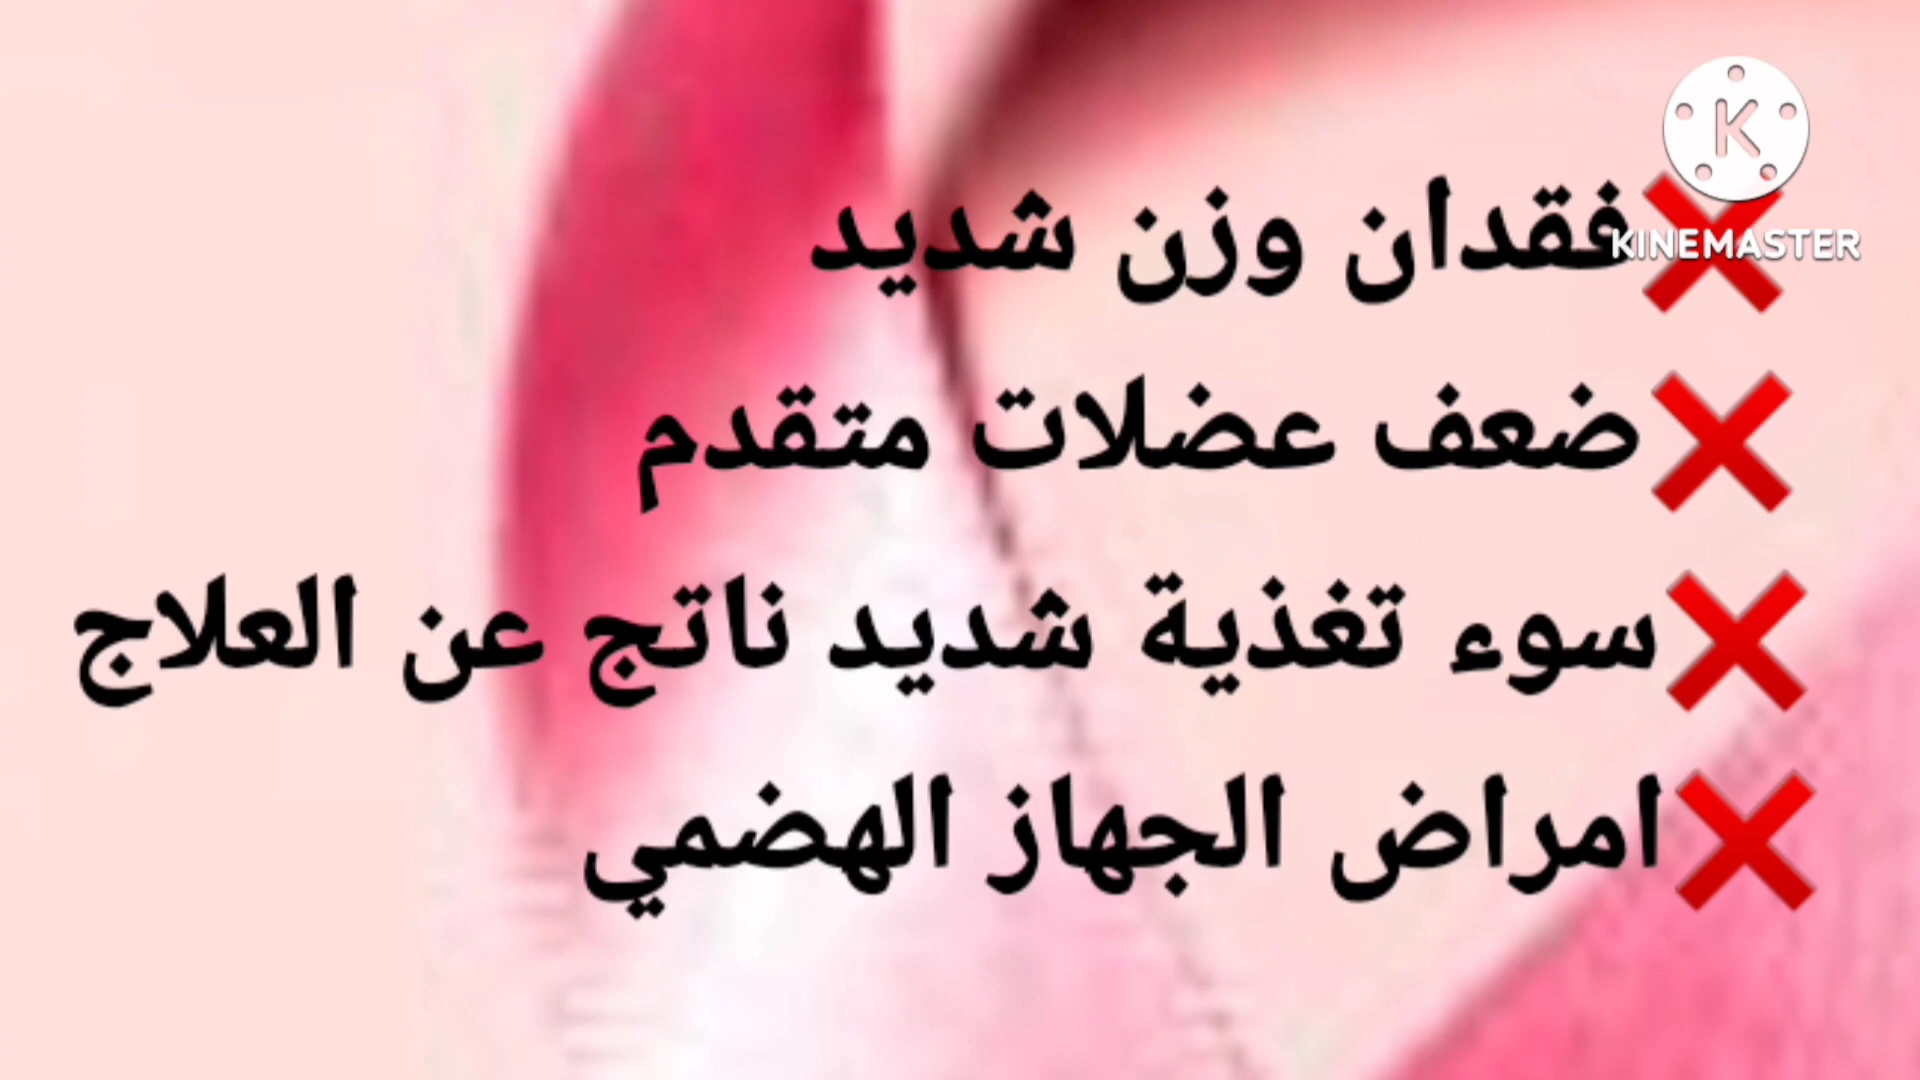 ❌فقدان وزن شديد
❌ضعف عضلات متقدم
❌سوء تغذية شديد ناتج عن العلاج
❌امراض الجهاز الهضمي
K
KINEMASTER